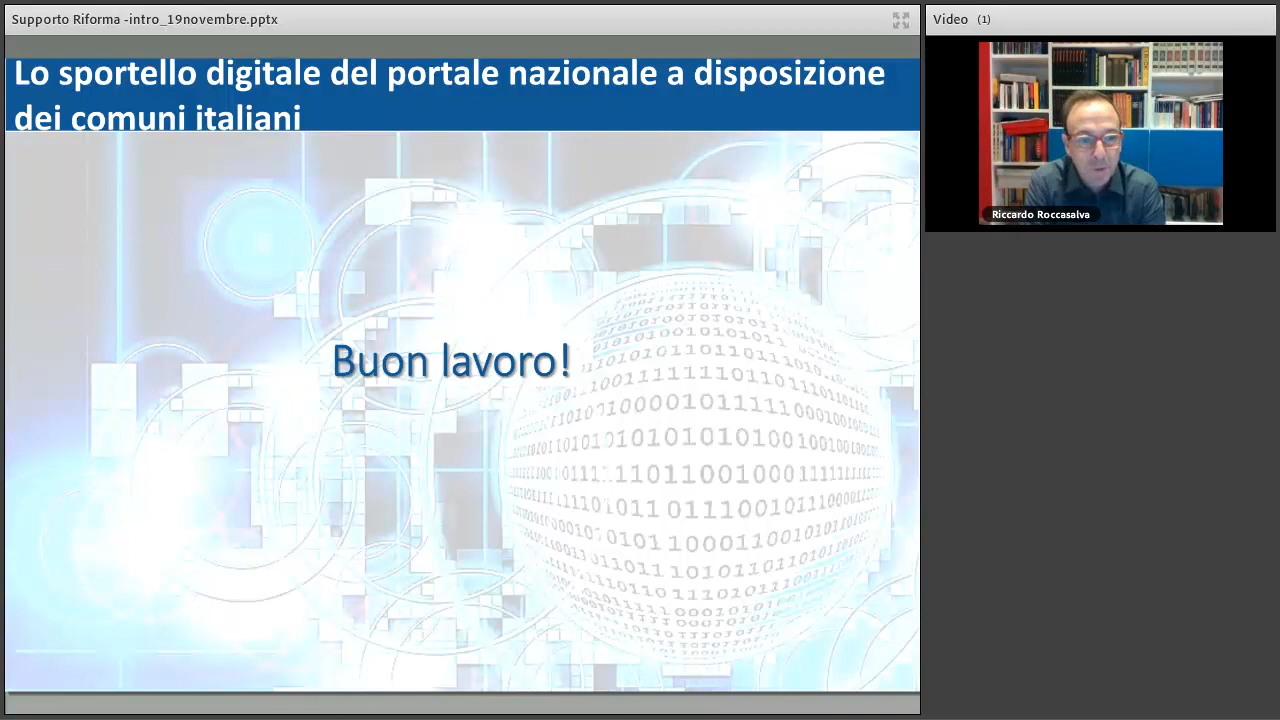 Supporto Riforma -intro_19novembre.pptx
Video (1)
Lo sportello digitale del portale nazionale a disposizione
dei comuni italiani
Riccardo Roccasalva
Buon lavoro!